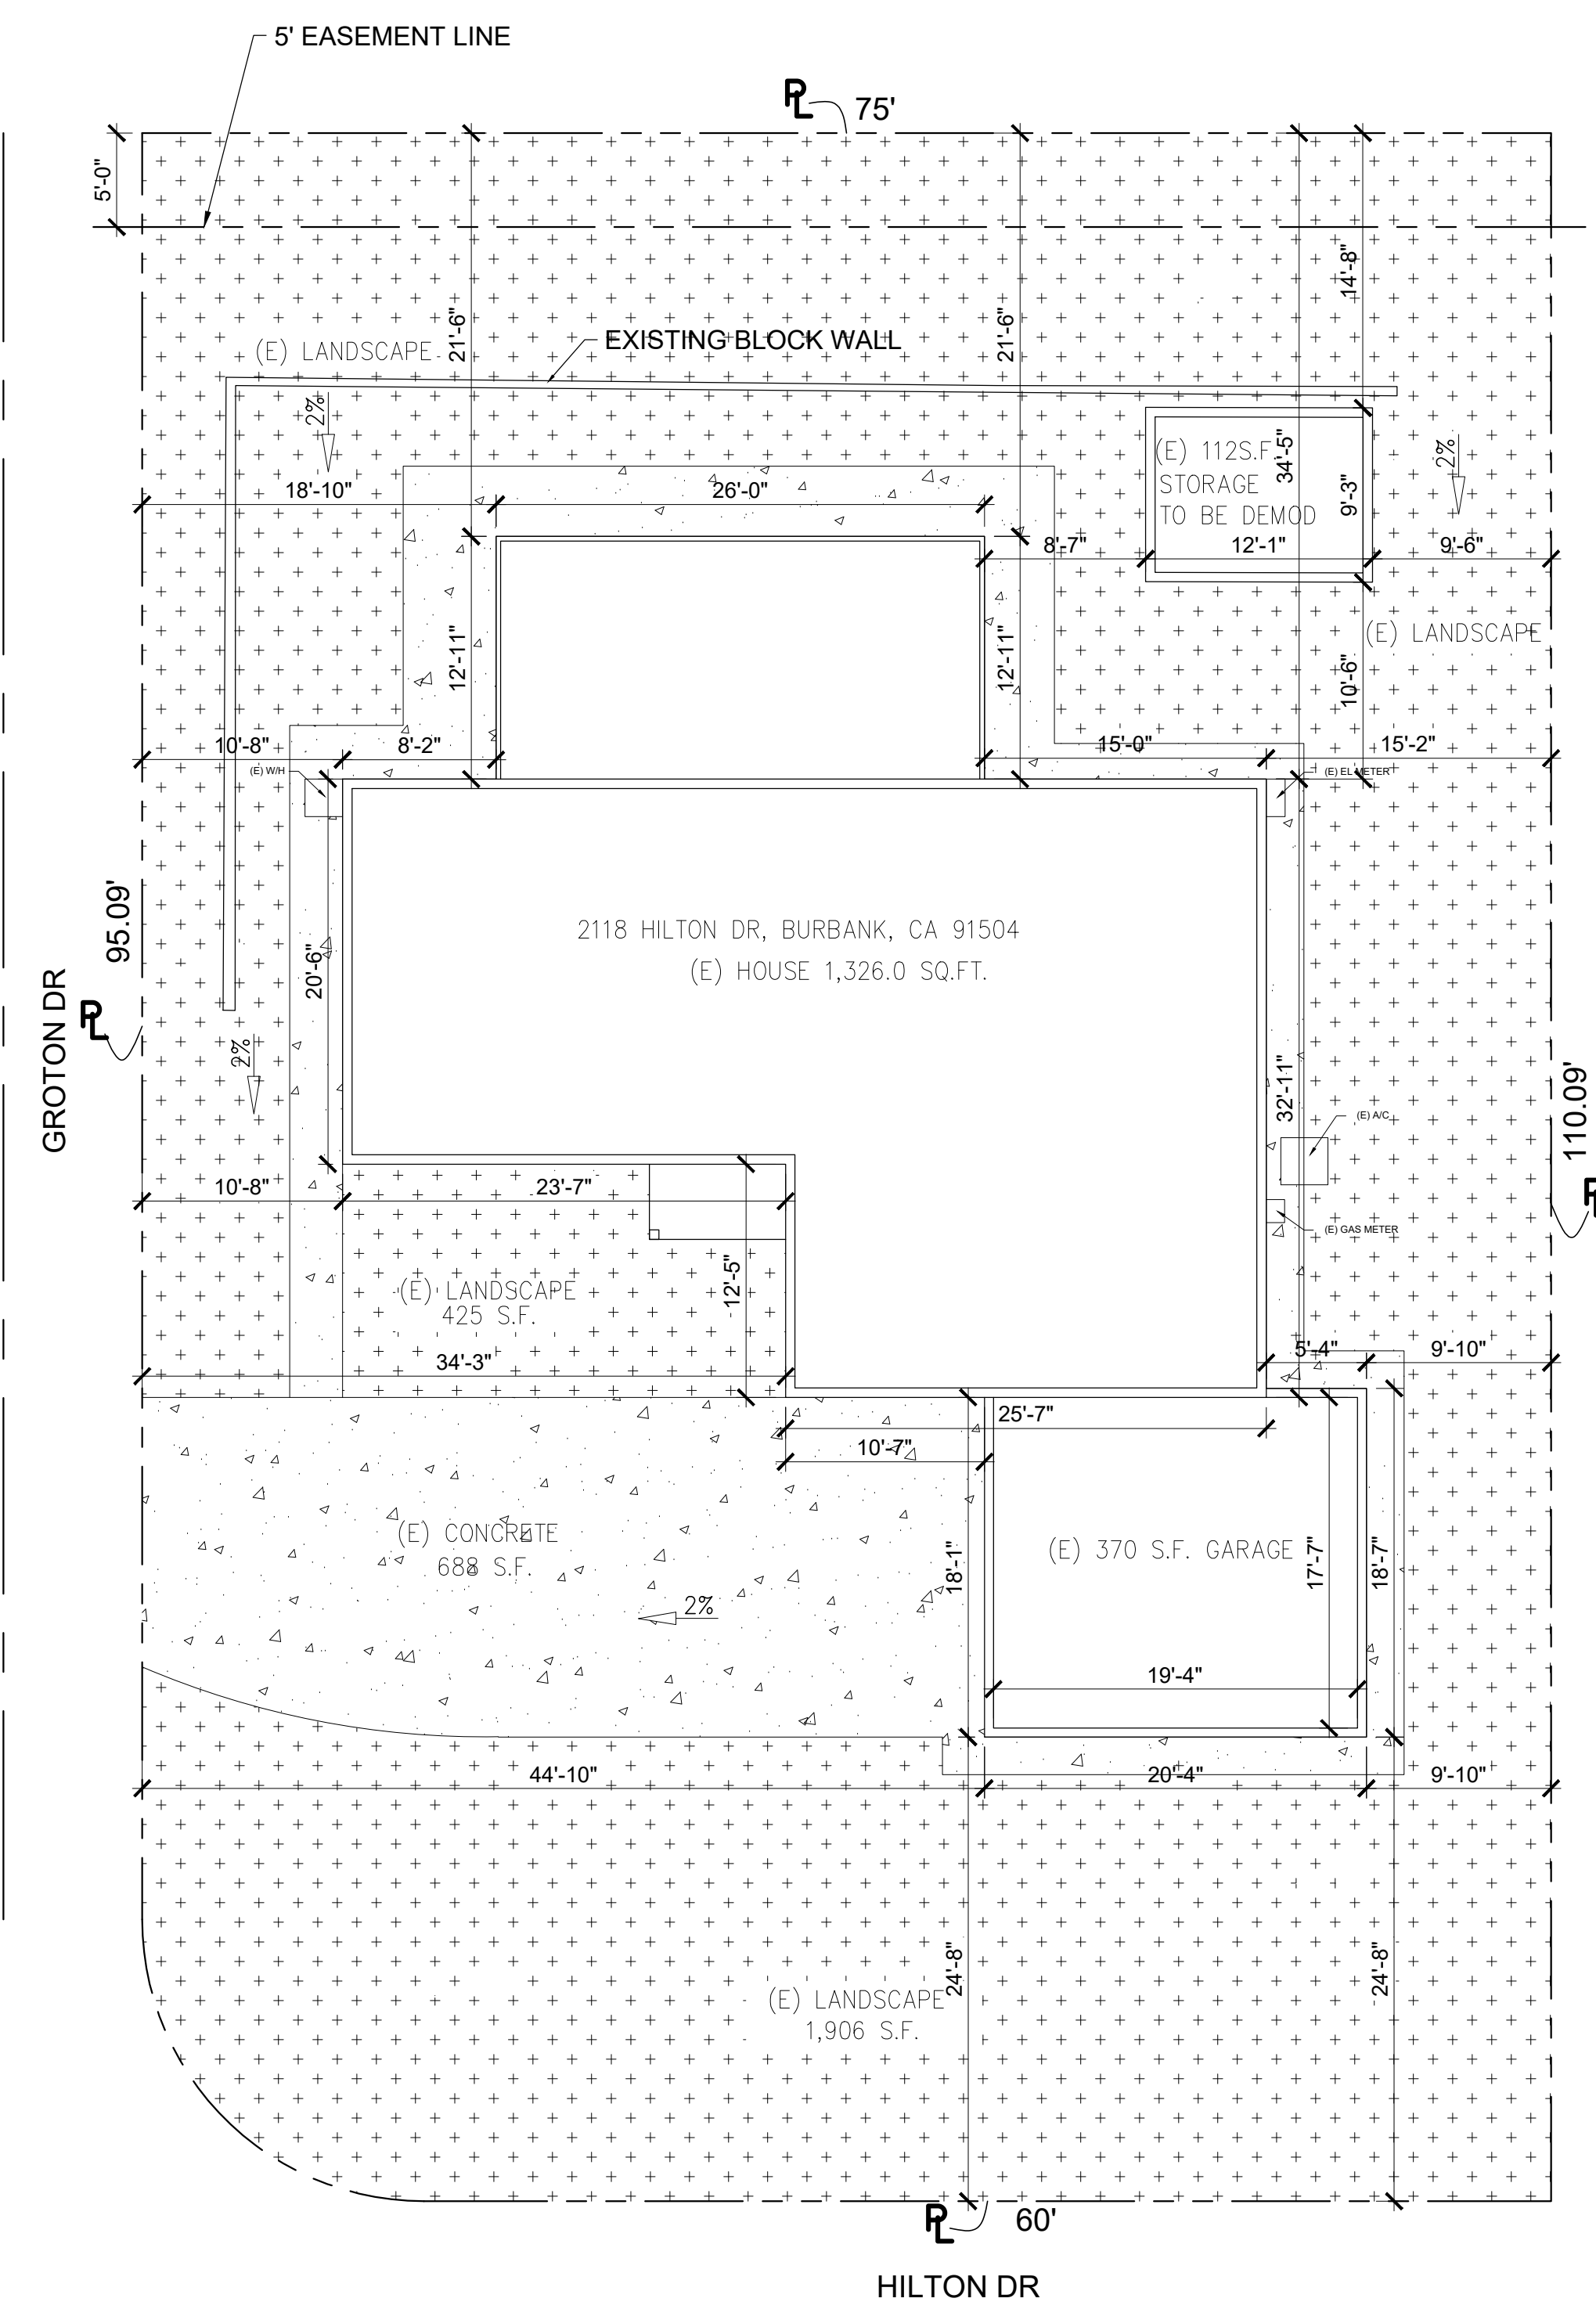 5' EASEMENT LINE
PL
75'
5'-0"
14'-8"
21'-6"
21'-6"
EXISTING BLOCK WALL
(E) LANDSCAPE
2%
(E) 112S.F.
STORAGE
TO BE DEMOD
34'-5"
9'-3"
2%
18'-10"
26'-0"
8'-7"
12'-1"
9'-6"
12'-11"
12'-11"
(E) LANDSCAPE
10'-6"
10'-8"
8'-2"
15'-0"
15'-2"
(E) W/H
(E) EL METER
95.09'
2118 HILTON DR, BURBANK, CA 91504
(E) HOUSE 1,326.0 SQ.FT.
20'-6"
GROTON DR
PL
2%
32'-11"
(E) A/C
110.09'
10'-8"
23'-7"
PL
(E) GAS METER
12'-5"
(E) LANDSCAPE
425 S.F.
34'-3"
5'-4"
9'-10"
25'-7"
10'-7"
(E) CONCRETE
688 S.F.
18'-1"
(E) 370 S.F. GARAGE
17'-7"
18'-7"
2%
19'-4"
44'-10"
20'-4"
9'-10"
24'-8"
24'-8"
(E) LANDSCAPE
1,906 S.F.
PL
60'
HILTON DR